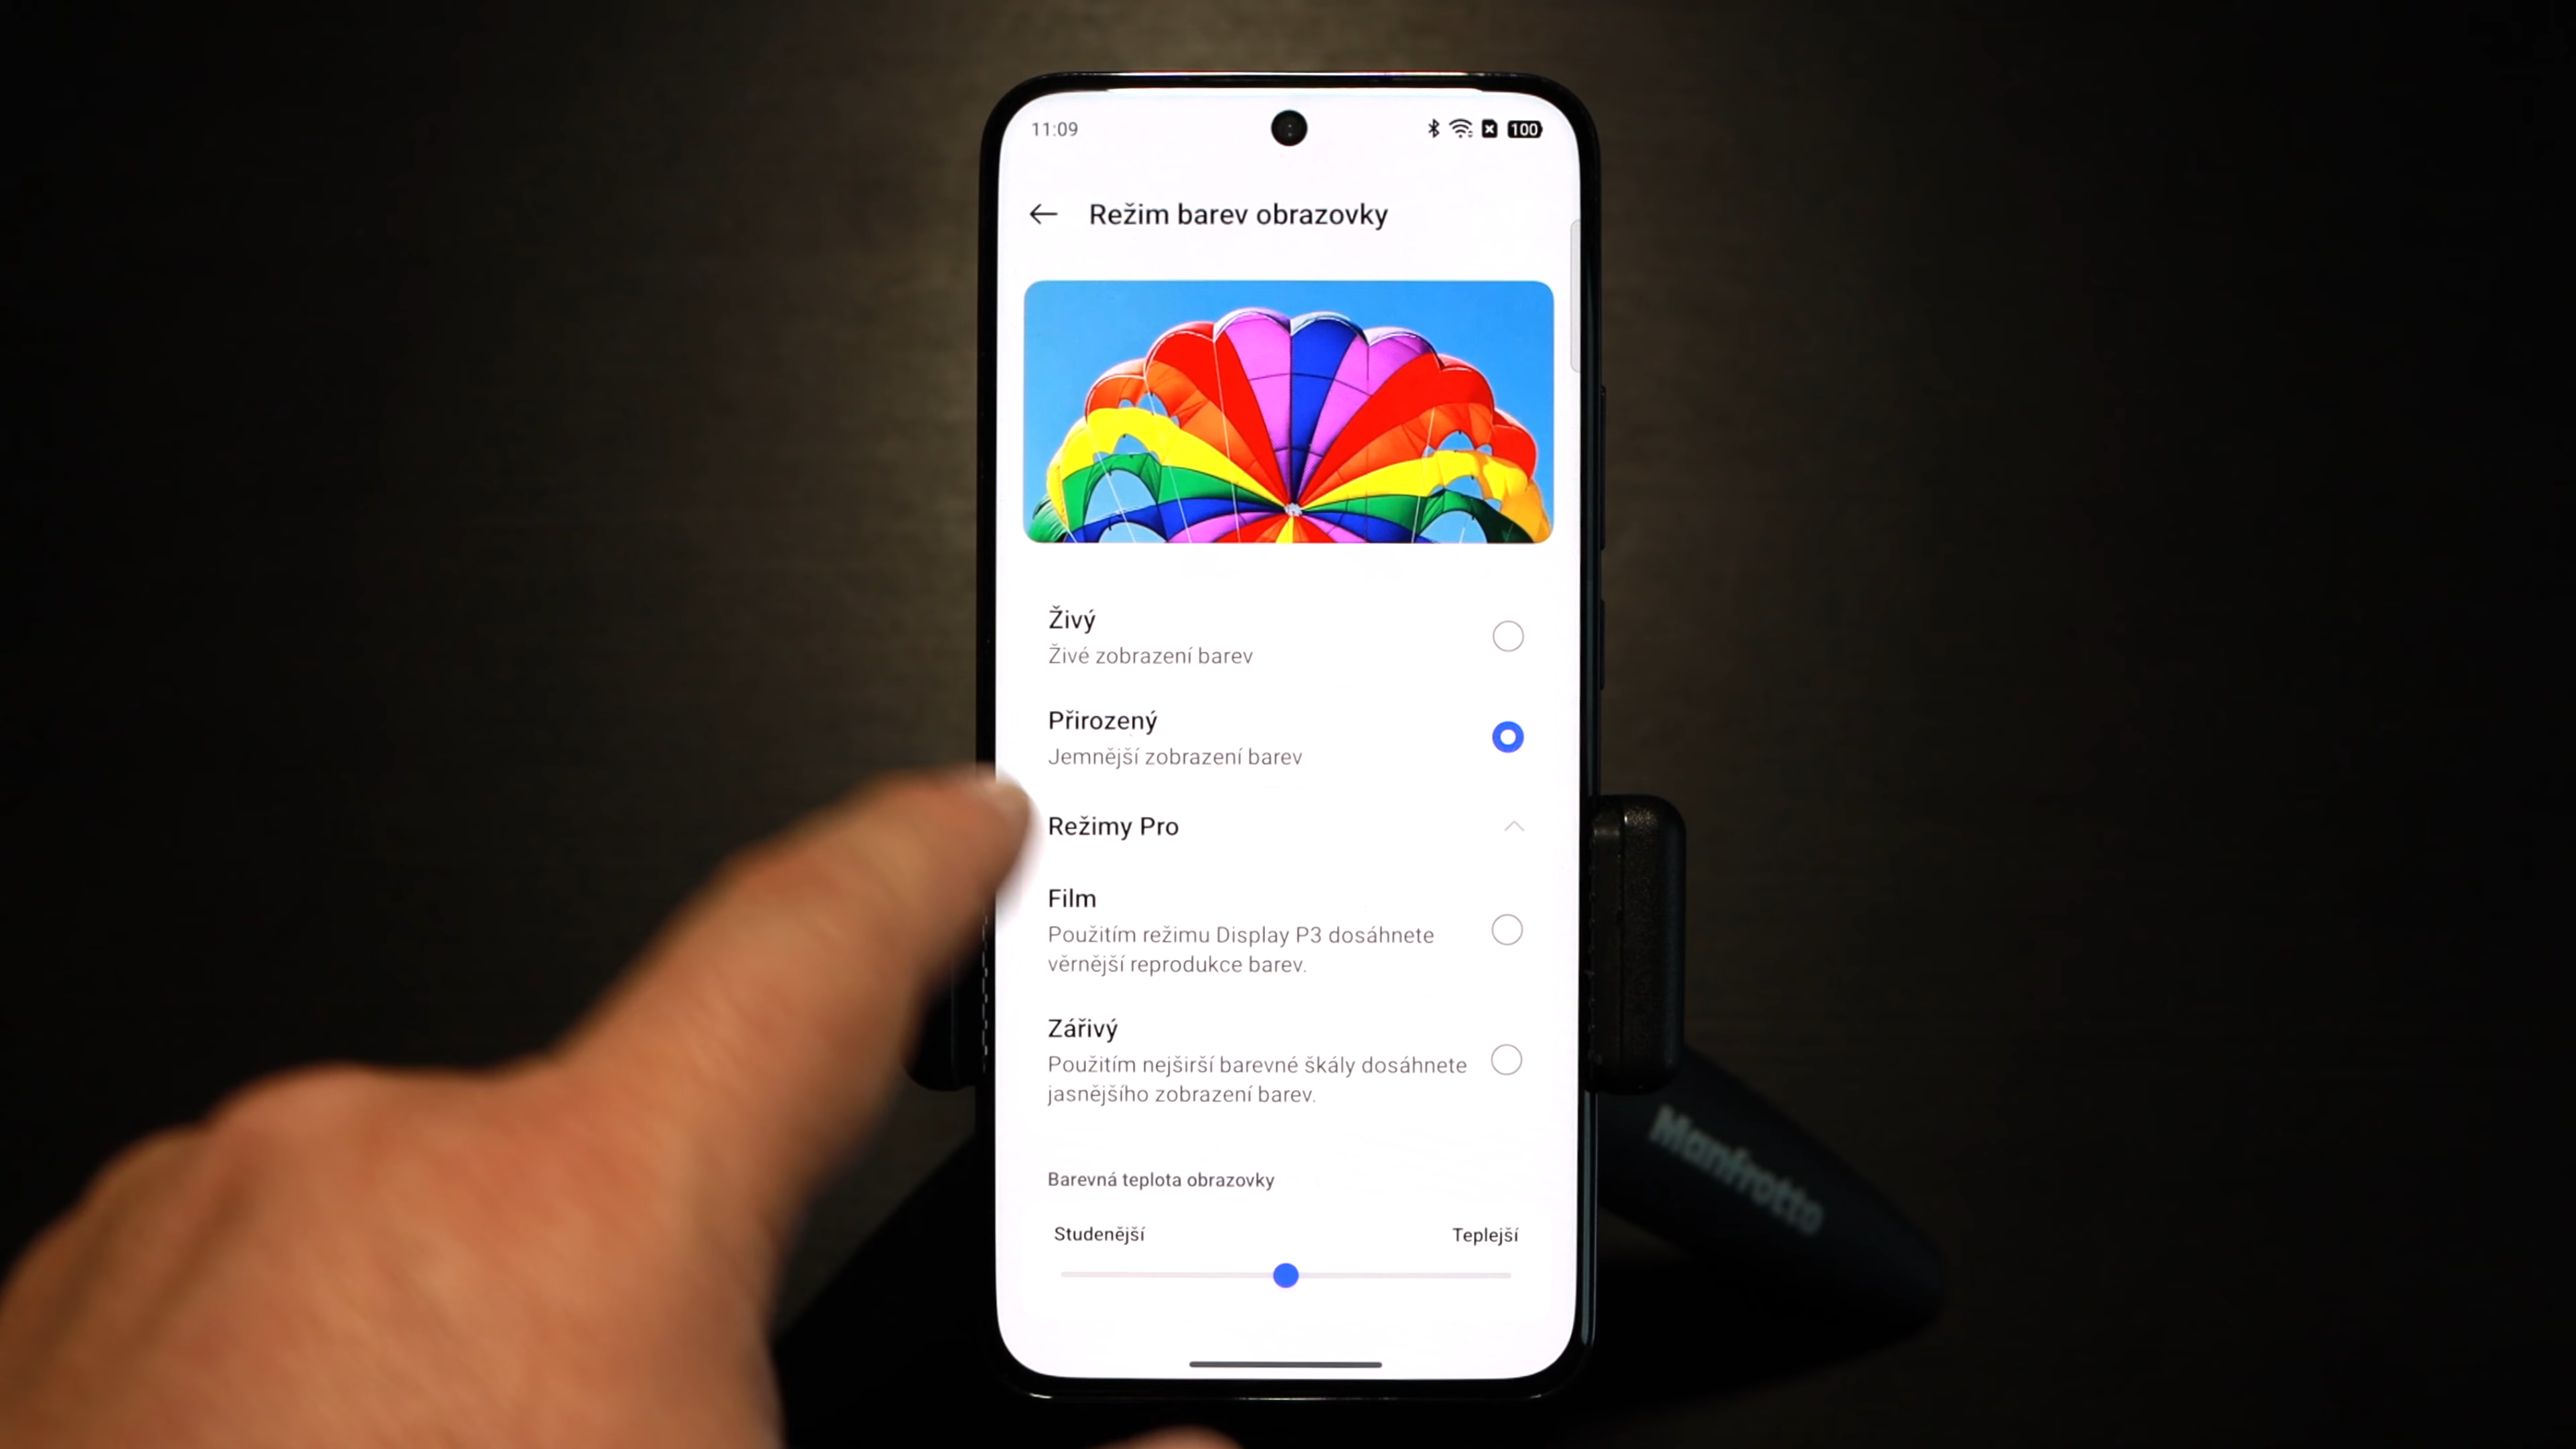 11:09
100
Režim barev obrazovky
Živý
Živé zobrazení barev
Přirozený
Jemnější zobrazení barev
Režimy Pro
Film
Použitím režimu Display P3 dosáhnete
věrnější reprodukce barev.
Zářivý
Použitím nejširší barevné škály dosáhnete
jasnějšího zobrazení barev.
Barevná teplota obrazovky
Studenější
Teplejší
Manfrotto